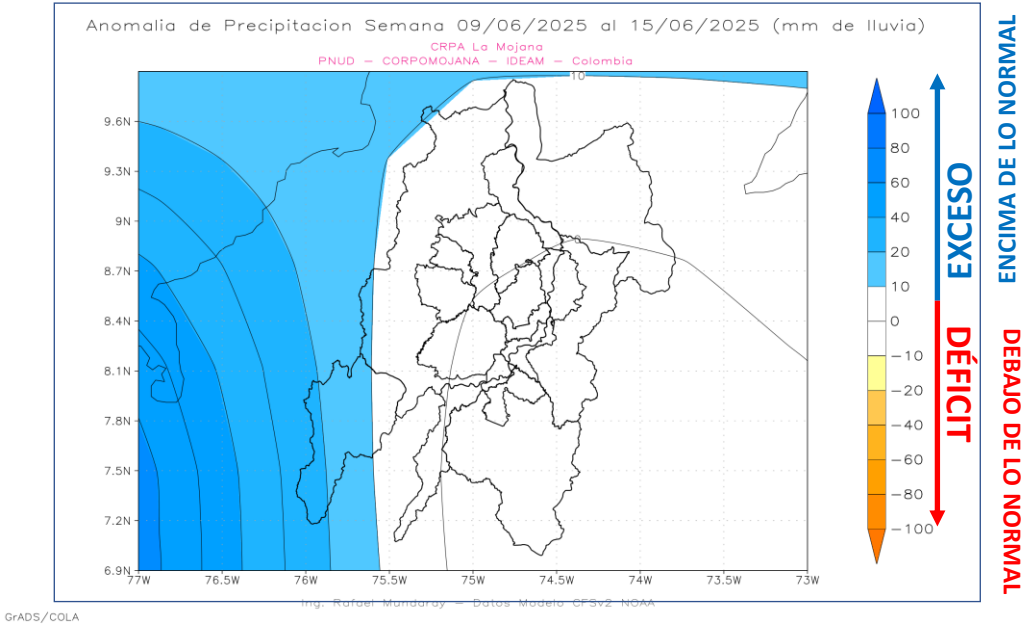 Anomalia de Precipitacion Semana 09/06/2025 al 15/06/2025 (mm de lluvia)
CRPA La Mojana
PNUD – CORPOMOJANA – IDEAM – Colombia
10
0
9.6N
9.3N
9N
8.7N
8.4N
8.1N
7.8N
7.5N
7.2N
6.9N
77W
76.5W
76W
75.5W
75W
74.5W
74W
73.5W
73W
100
80
60
40
20
10
0
−10
−20
−40
−60
−80
−100
EXCESO
DÉFICIT
ENCIMA DE LO NORMAL
DEBAJO DE LO NORMAL
Ing. Rafael Mundaray – Datos Modelo CFSv2 NOAA
GrADS/COLA